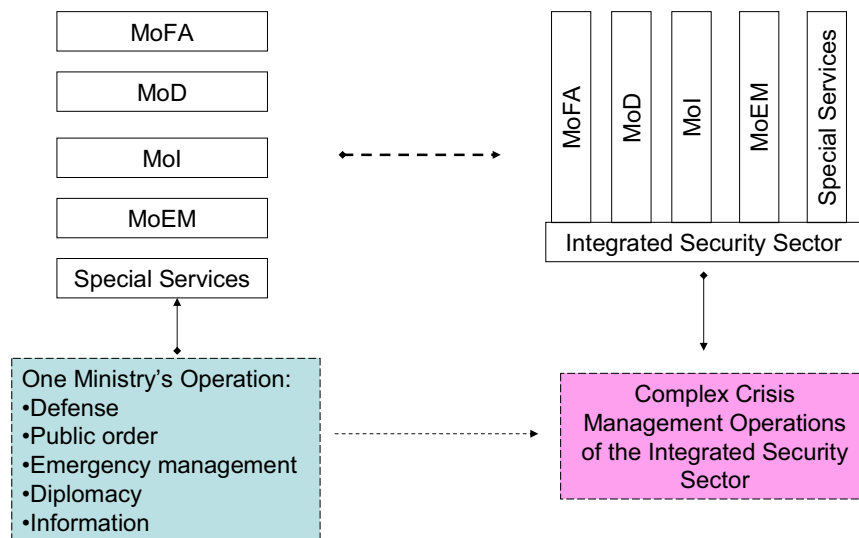 MoFA
MoD
MoI
MoEM
Special Services
MoFA
MoD
MoI
MoEM
Special Services
Integrated Security Sector
One Ministry’s Operation:
•Defense
•Public order
•Emergency management
•Diplomacy
•Information
Complex Crisis
Management Operations
of the Integrated Security
Sector